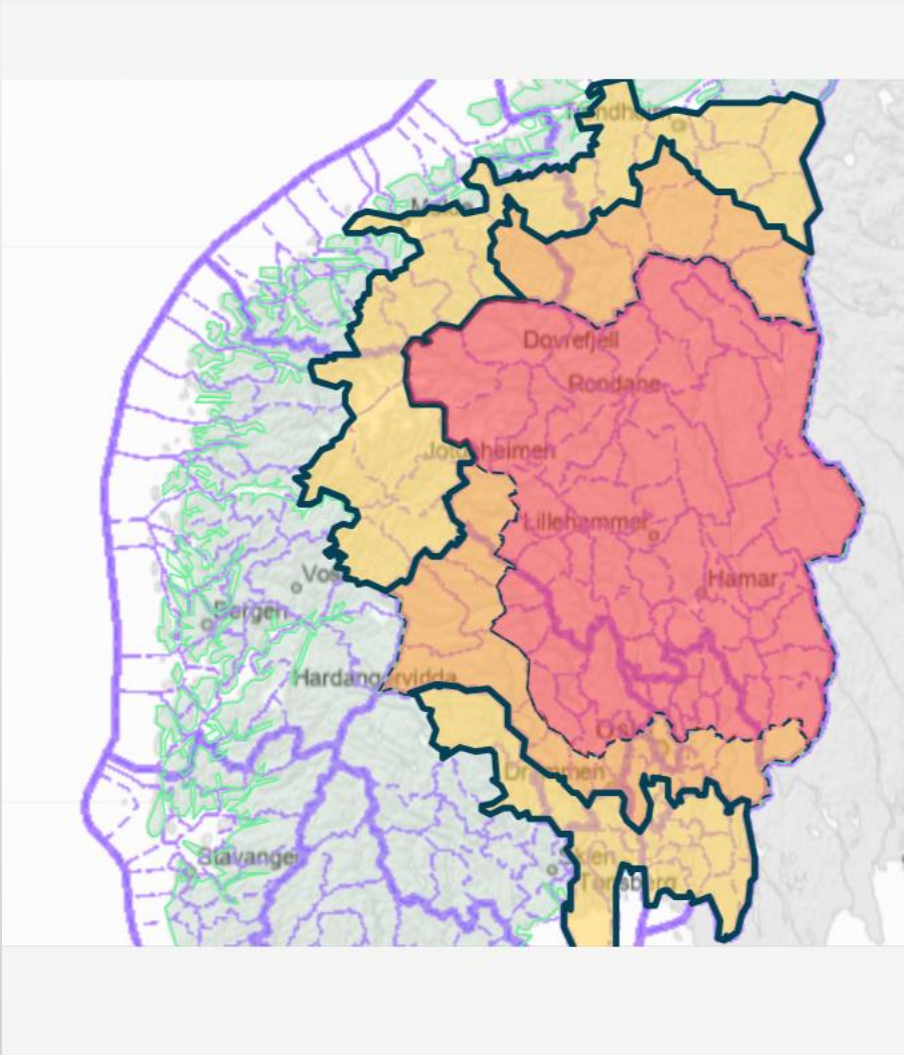 Trondheim
Molde
Dovrefjell
Rondane
Jotunheimen
Lillehammer
Voss
Hamar
Bergen
Hardangervidda
Oslo
Drammen
Stavanger
Skien
Tønsberg